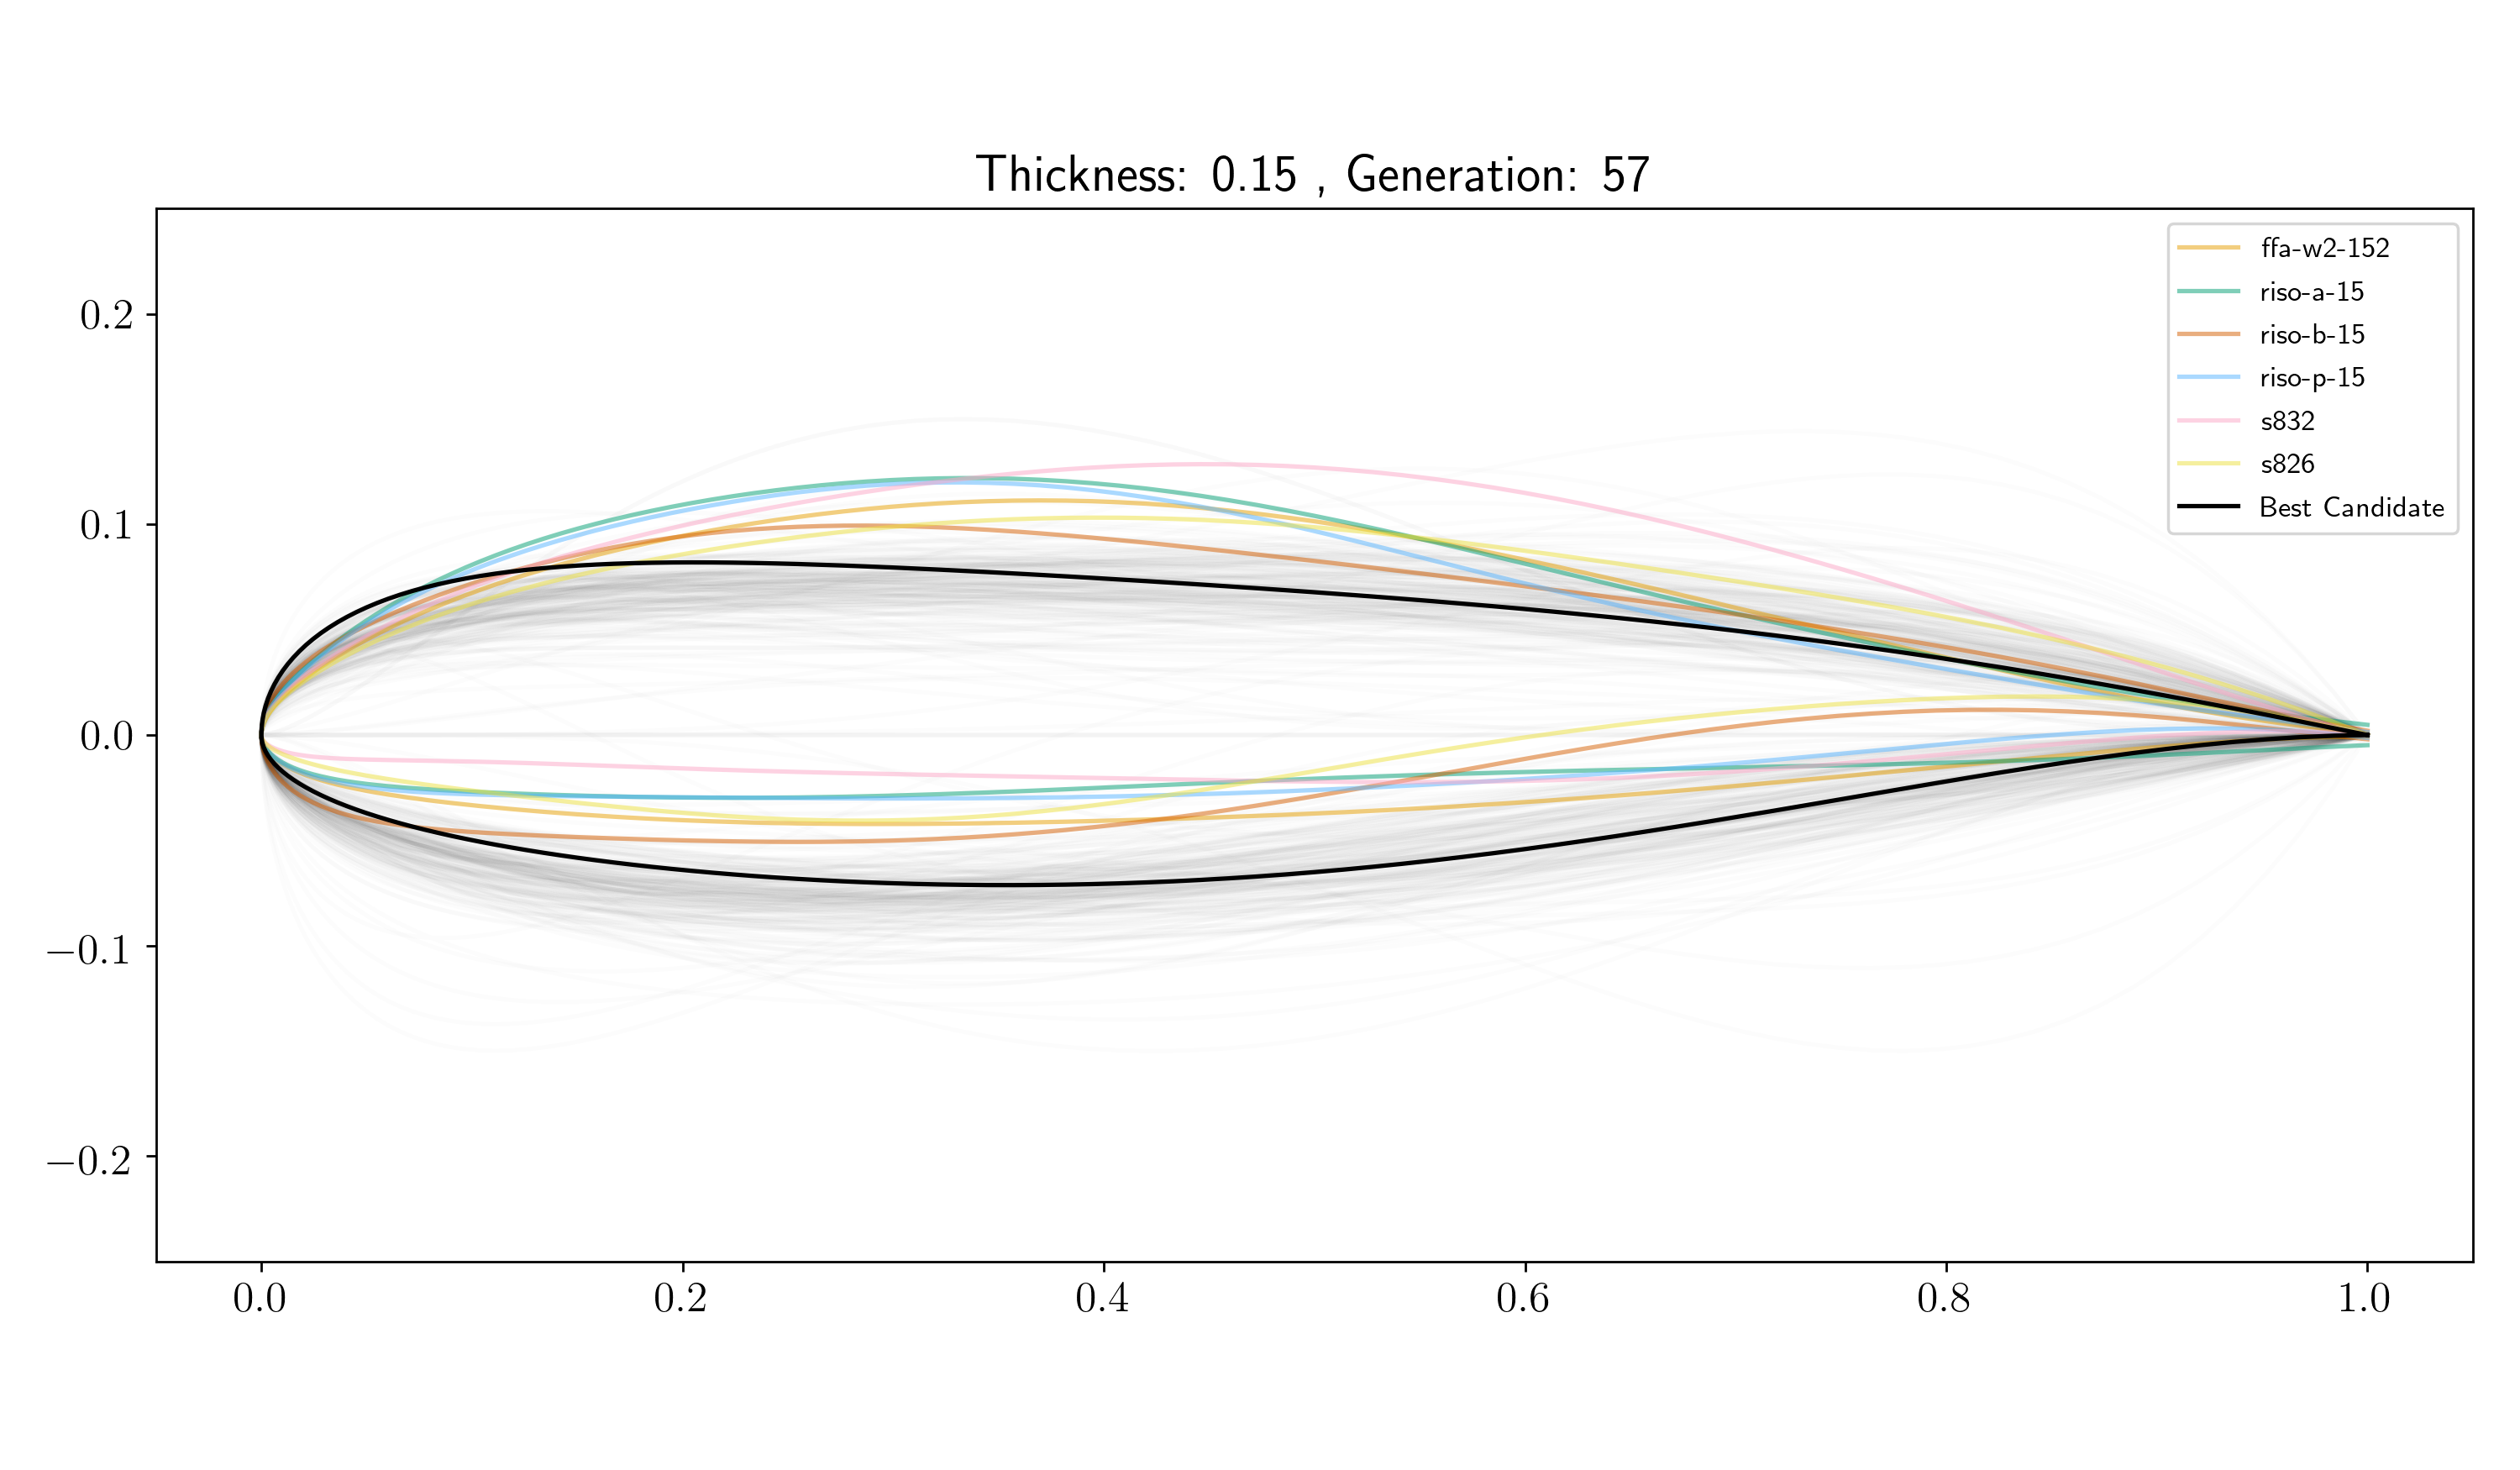 Thickness: 0.15 , Generation: 57
ffa-w2-152
riso-a-15
riso-b-15
riso-p-15
s832
s826
Best Candidate
0.2
0.1
0.0
−0.1
−0.2
0.0 0.2 0.4 0.6 0.8 1.0